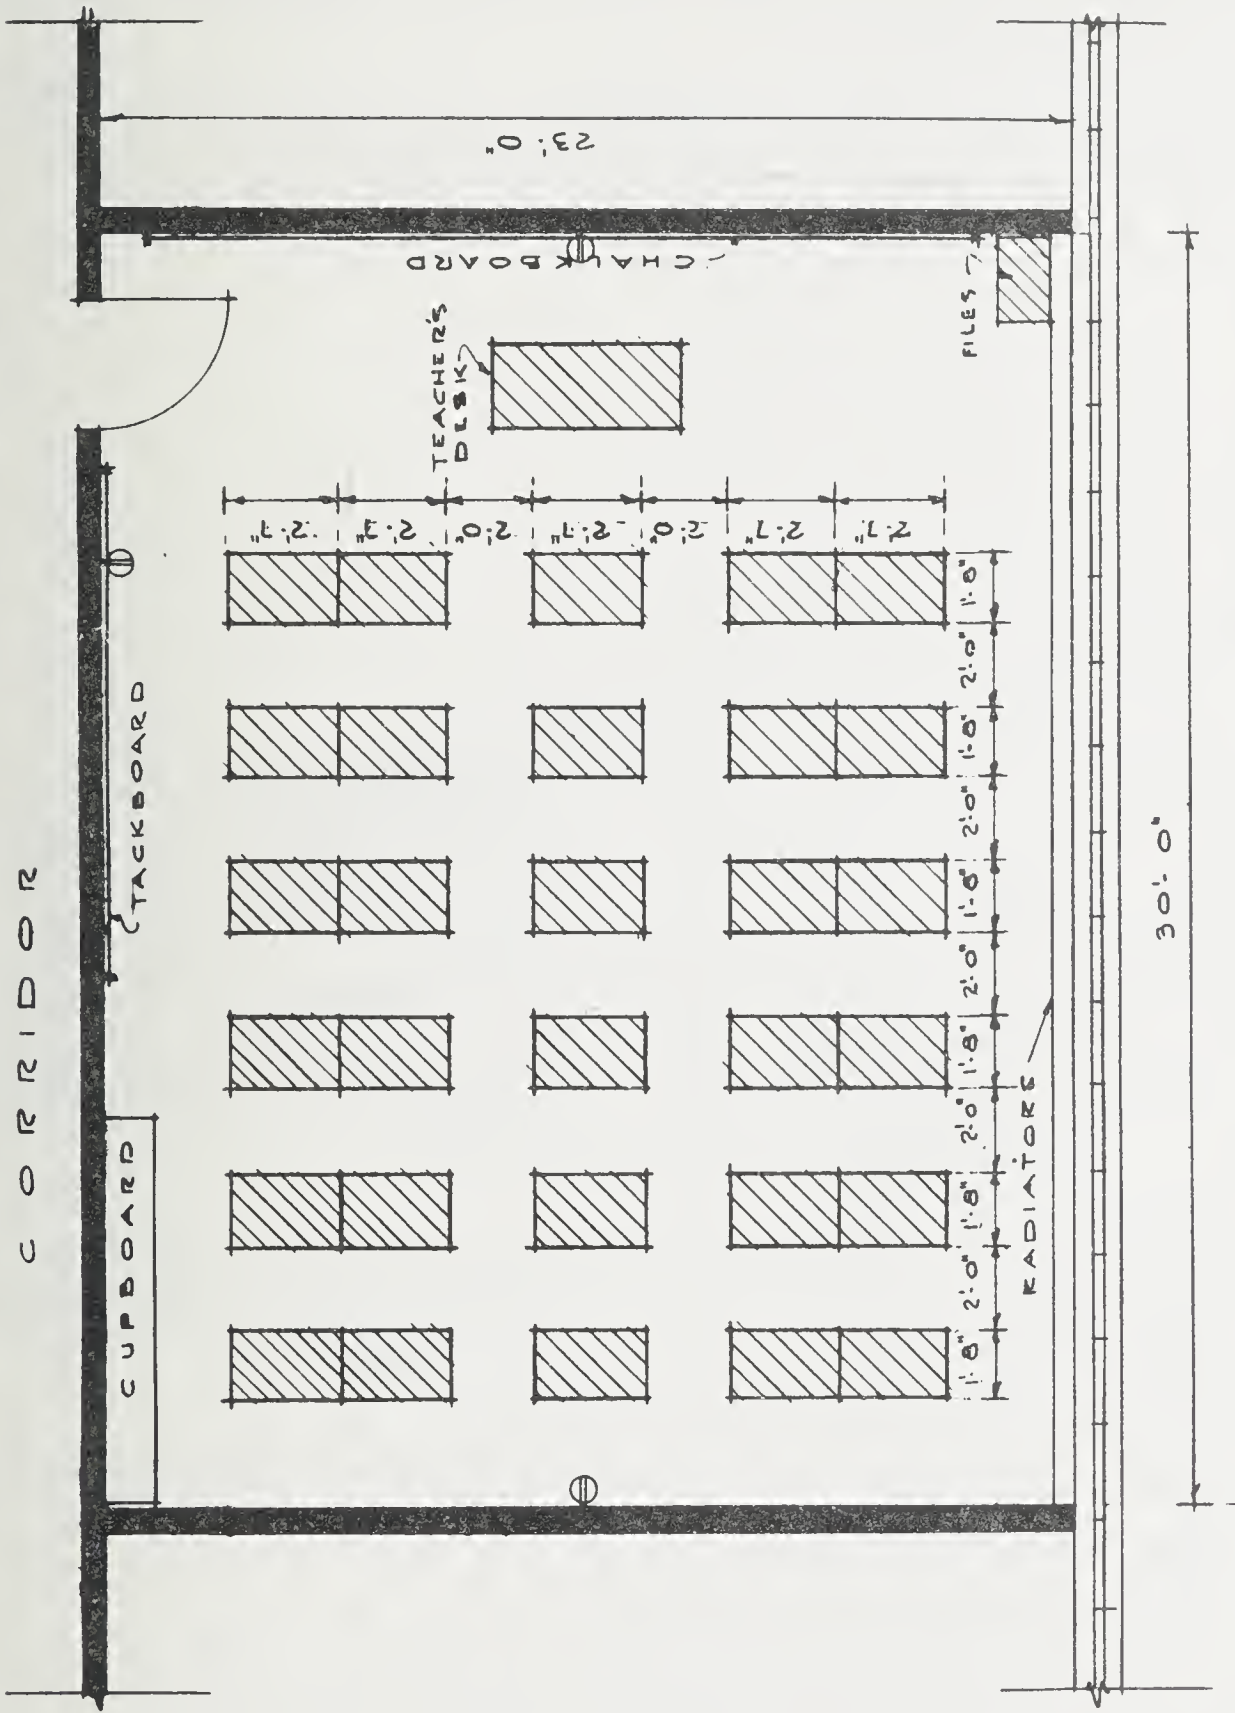 CORRIDOR
TACKBOARD
CUPBOARD
23'-0"
CHALKBOARD
TEACHER'S
DESK
FILES
2'-7"
2'-7"
2'-0"
2'-7"
2'-0"
2'-7"
2'-7"
1'-8"
2'-0"
1'-8"
2'-0"
1'-8"
2'-0"
1'-8"
2'-0"
1'-8"
2'-0"
1'-8"
RADIATORS
30'-0"